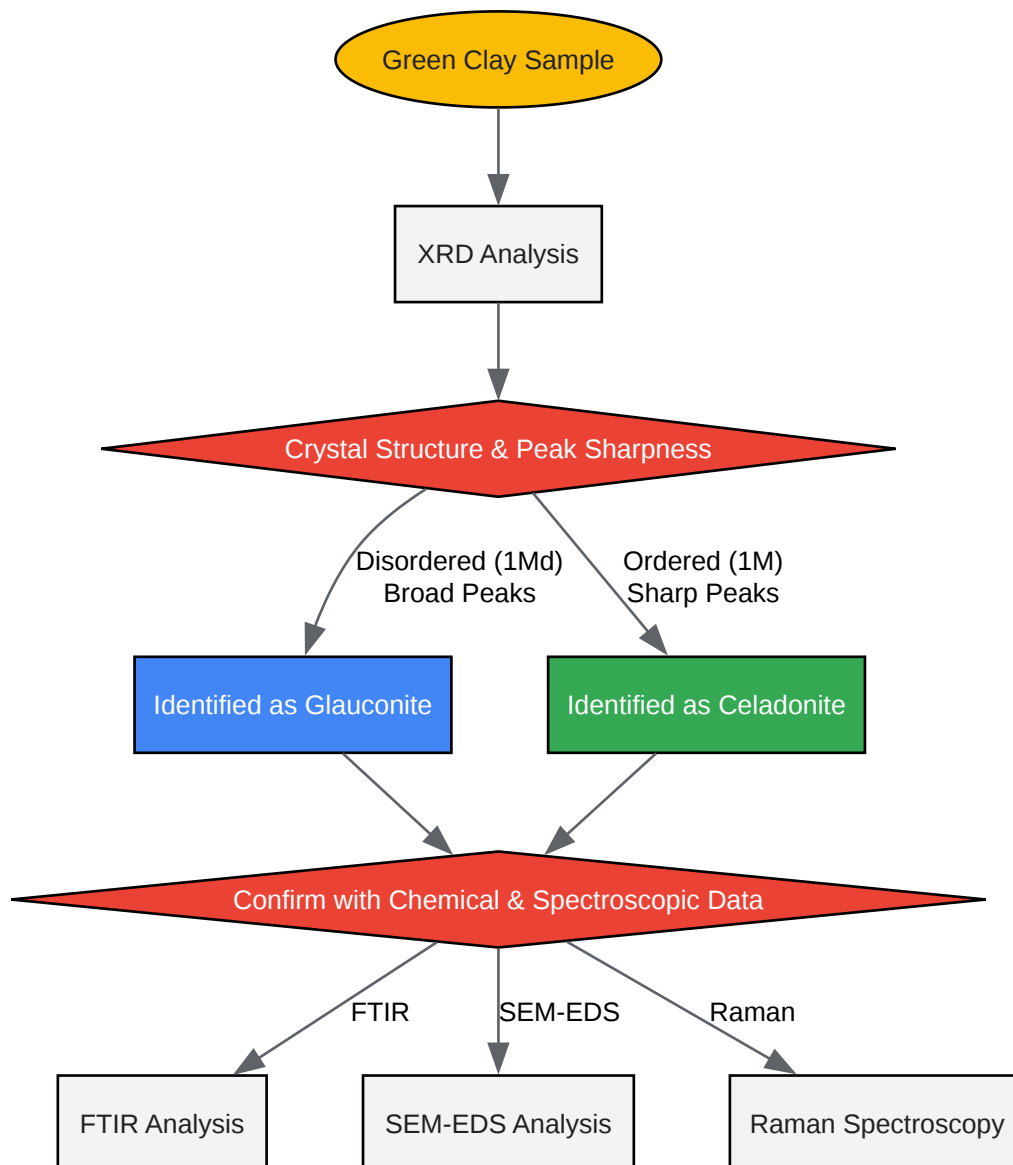 Green Clay Sample
XRD Analysis
Crystal Structure & Peak Sharpness
Disordered (1Md)
Broad Peaks
Ordered (1M)
Sharp Peaks
Identified as Glauconite
Identified as Celadonite
Confirm with Chemical & Spectroscopic Data
FTIR
SEM-EDS
Raman
FTIR Analysis
SEM-EDS Analysis
Raman Spectroscopy